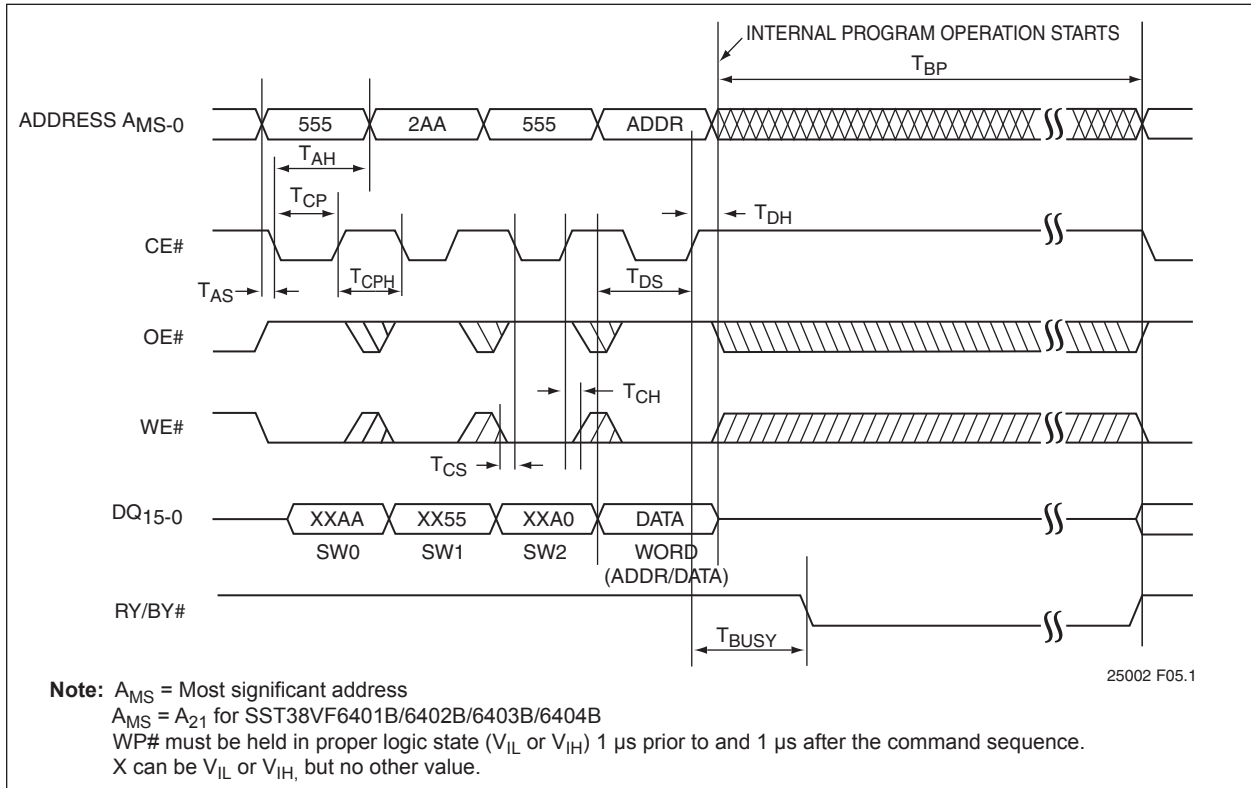 INTERNAL PROGRAM OPERATION STARTS
TBP
ADDRESS AMS-0
555 2AA 555 ADDR
TAH
TCP
TDH
CE#
TCPH
TDS
TAS
OE#
TCH
WE#
TCS
DQ15-0
XXAA XX55 XXA0 DATA
SW0 SW1 SW2 WORD
(ADDR/DATA)
RY/BY#
TBUSY
25002 F05.1
Note: AMS = Most significant address
AMS = A21 for SST38VF6401B/6402B/6403B/6404B
WP# must be held in proper logic state (VIL or VIH) 1 µs prior to and 1 µs after the command sequence.
X can be VIL or VIH, but no other value.